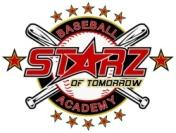 BASEBALL
STARZ
OF TOMORROW
ACADEMY